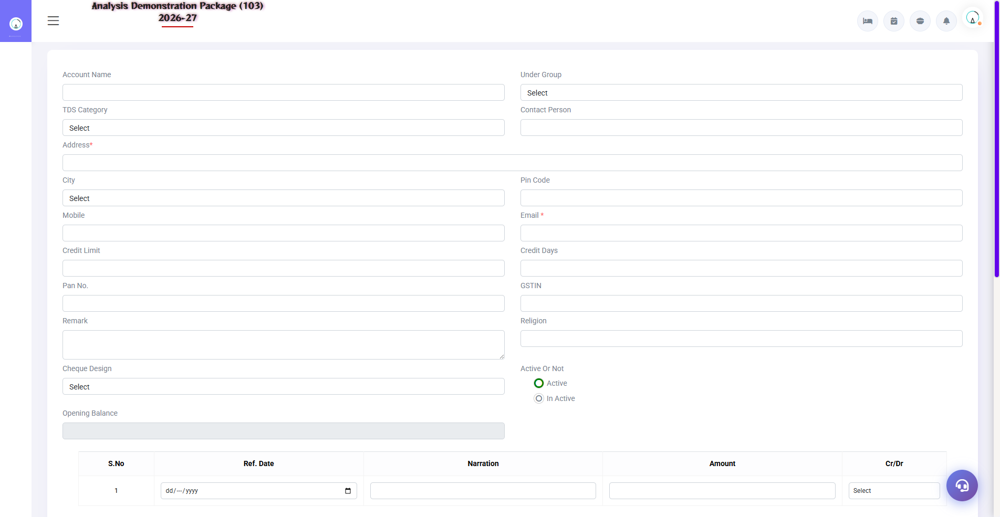 Analysis Demonstration Package (103)
2026-27
Account Name
Under Group
Select
TDS Category
Contact Person
Select
Address*
City
Pin Code
Select
Mobile
Email *
Credit Limit
Credit Days
Pan No.
GSTIN
Remark
Religion
Cheque Design
Active Or Not
Select
Active
In Active
Opening Balance
S.No Ref. Date Narration Amount Cr/Dr
1 dd/---/yyyy Select